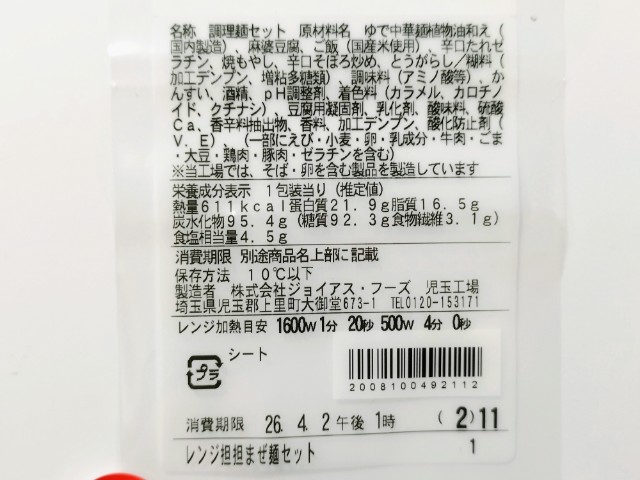 名称 調理麺セット 原材料名 ゆで中華麺植物油和え(
国内製造)、麻婆豆腐、ご飯(国産米使用)、辛口たれゼ
ラチン、焼もやし、辛口そぼろ炒め、とうがらし／糊料(
加工デンプン、増粘多糖類)、調味料(アミノ酸等)、か
んすい、酒精、pH調整剤、着色料(カラメル、カロチノ
イド、クチナシ)、豆腐用凝固剤、乳化剤、酸味料、硫酸
Ca、香辛料抽出物、香料、加工デンプン、酸化防止剤(
V.E)、(一部にえび・小麦・卵・乳成分・牛肉・ごま
・大豆・鶏肉・豚肉・ゼラチンを含む)
※当工場では、そば・卵を含む製品を製造しています
栄養成分表示 1包装当り(推定値)
熱量611kcal蛋白質21.9g脂質16.5g
炭水化物95.4g(糖質92.3g食物繊維3.1g)
食塩相当量4.5g
消費期限 別途商品名上部に記載
保存方法 10℃以下
製造者 株式会社ジョイアス・フーズ 児玉工場
埼玉県児玉郡上里町大御堂673-1 TEL0120-153171
レンジ加熱目安 1600W 1分 20秒 500W 4分 0秒
プラ シート
2008100492112
消費期限 26.4.2午後1時 (2)11
レンジ担担まぜ麺セット 1